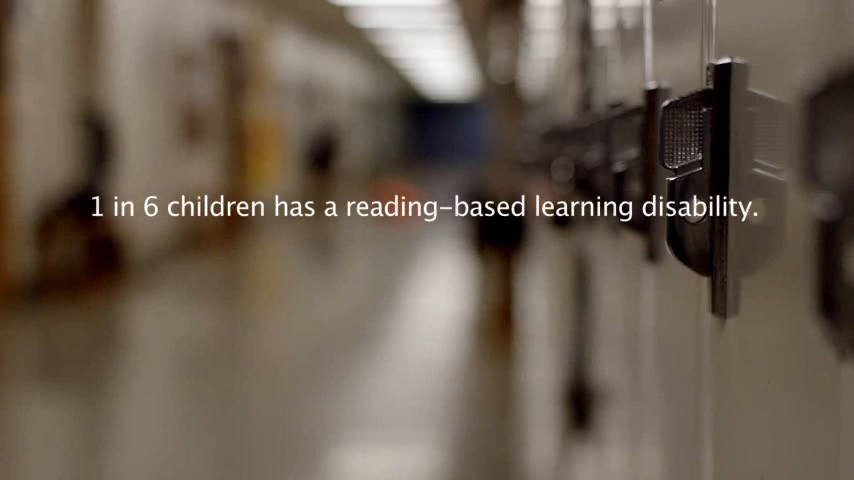 1 in 6 children has a reading-based learning disability.